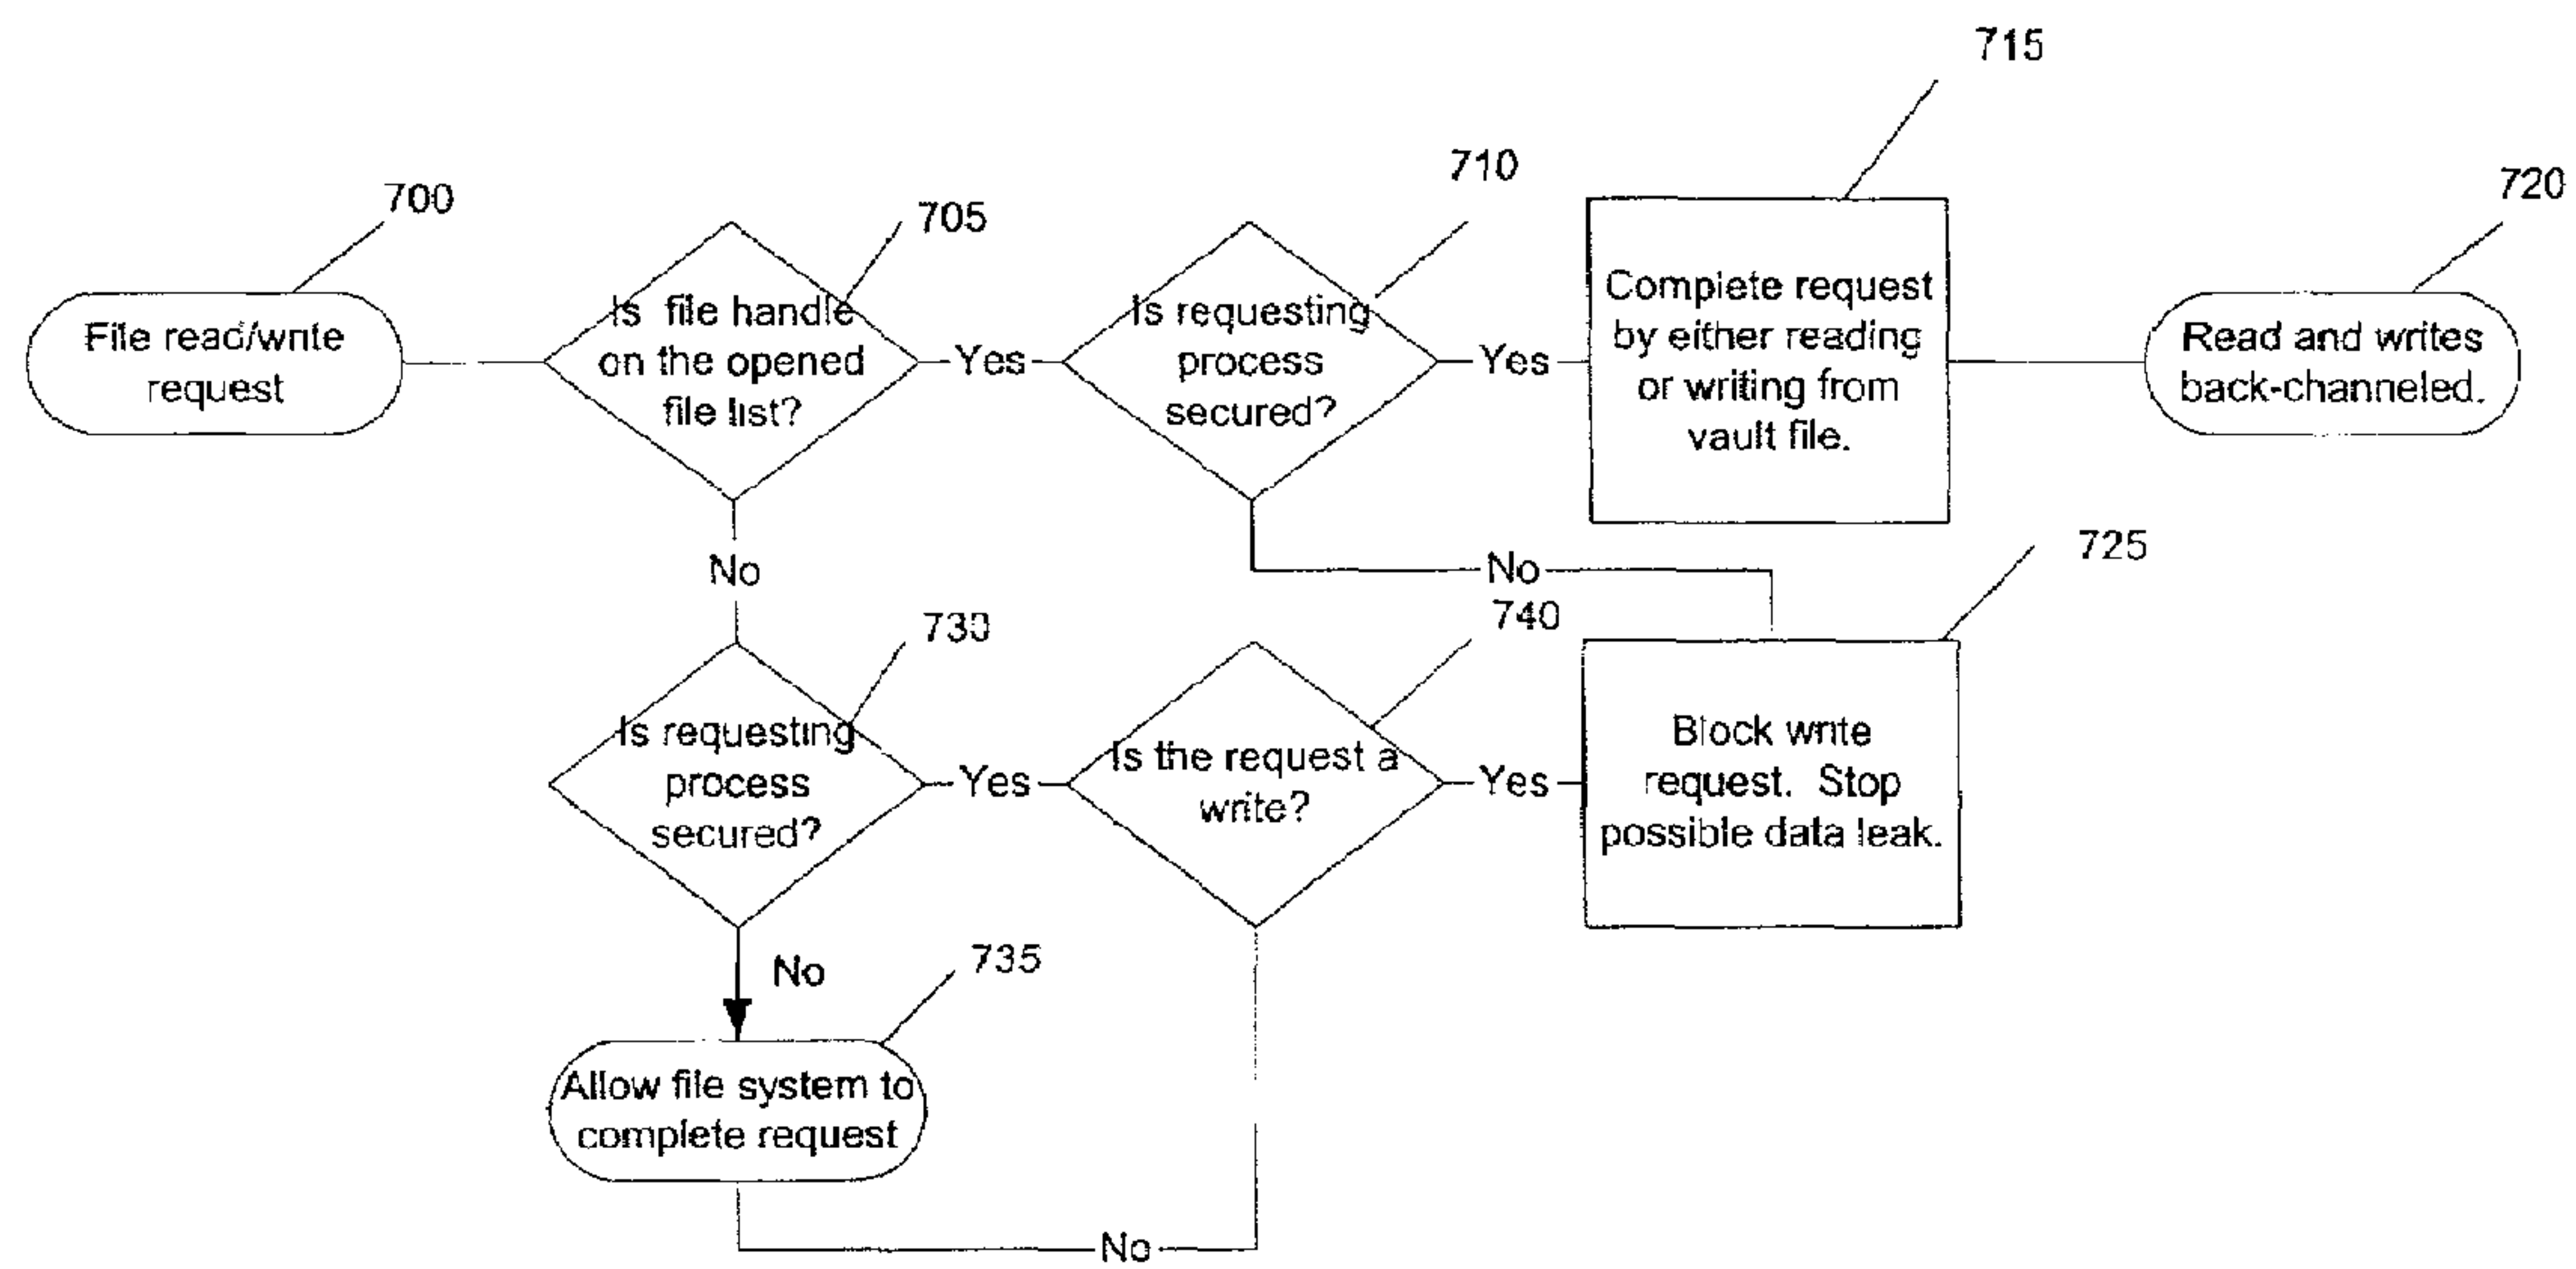 715
710
720
700
705
File read/write
request
Is file handle
on the opened
file list?
Yes
Is requesting
process
secured?
Yes
Complete request
by either reading
or writing from
vault file.
Read and writes
back-channeled.
No
No
725
730
740
Is requesting
process
secured?
Yes
Is the request a
write?
Yes
Block write
request. Stop
possible data leak.
No
735
Allow file system to
complete request
No